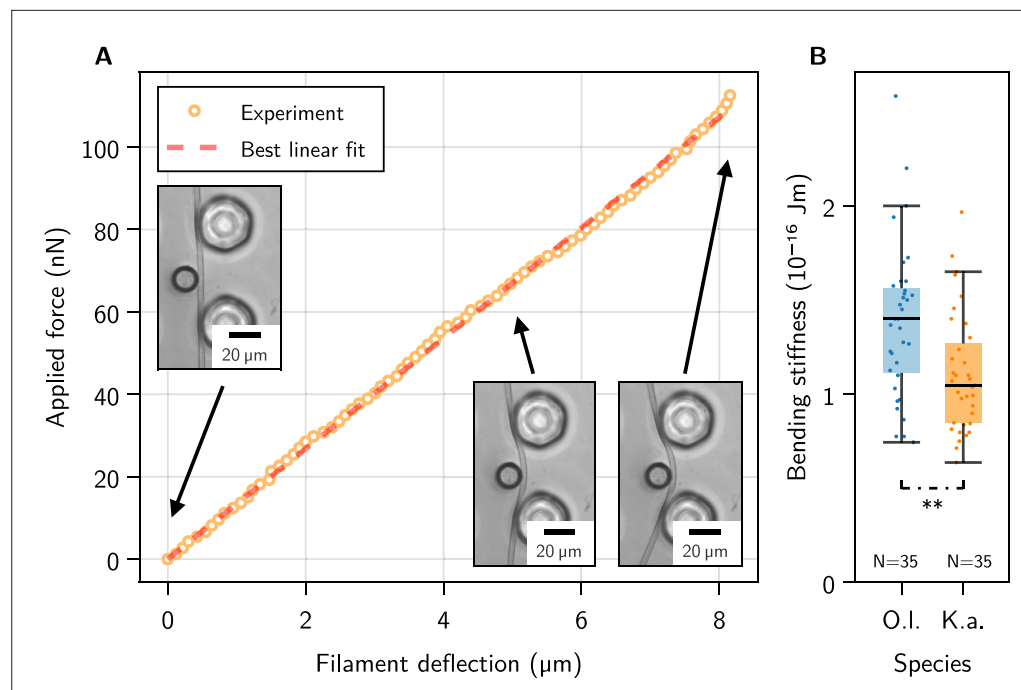 A
Experiment
Best linear fit
100
80
60
40
20
0
Applied force (nN)
20 µm
20 µm
20 µm
0
2
4
6
8
Filament deflection (µm)
B
2
1
0
Bending stiffness (10⁻¹⁶ Jm)
**
N=35
N=35
O.l.
K.a.
Species